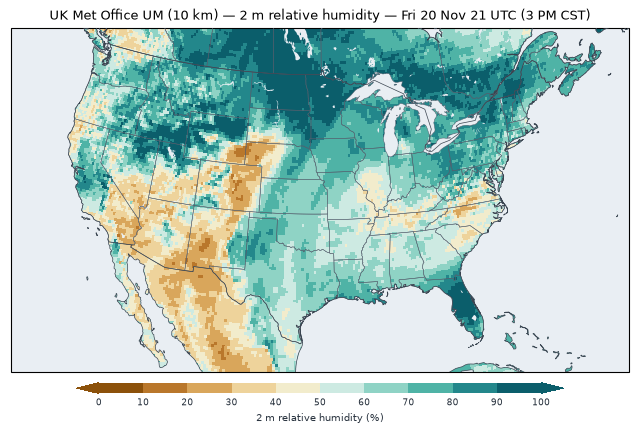 UK Met Office UM (10 km) — 2 m relative humidity — Fri 20 Nov 21 UTC (3 PM CST)
0 10 20 30 40 50 60 70 80 90 100
2 m relative humidity (%)